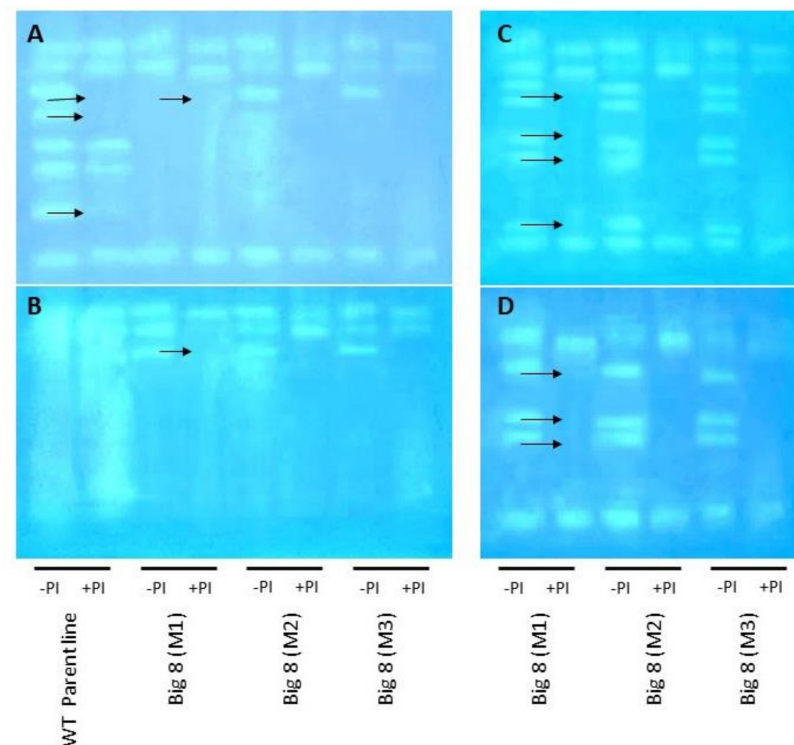 A
C
B
D
-PI +PI -PI +PI -PI +PI -PI +PI
-PI +PI -PI +PI -PI +PI
WT Parent line
Big 8 (M1)
Big 8 (M2)
Big 8 (M3)
Big 8 (M1)
Big 8 (M2)
Big 8 (M3)